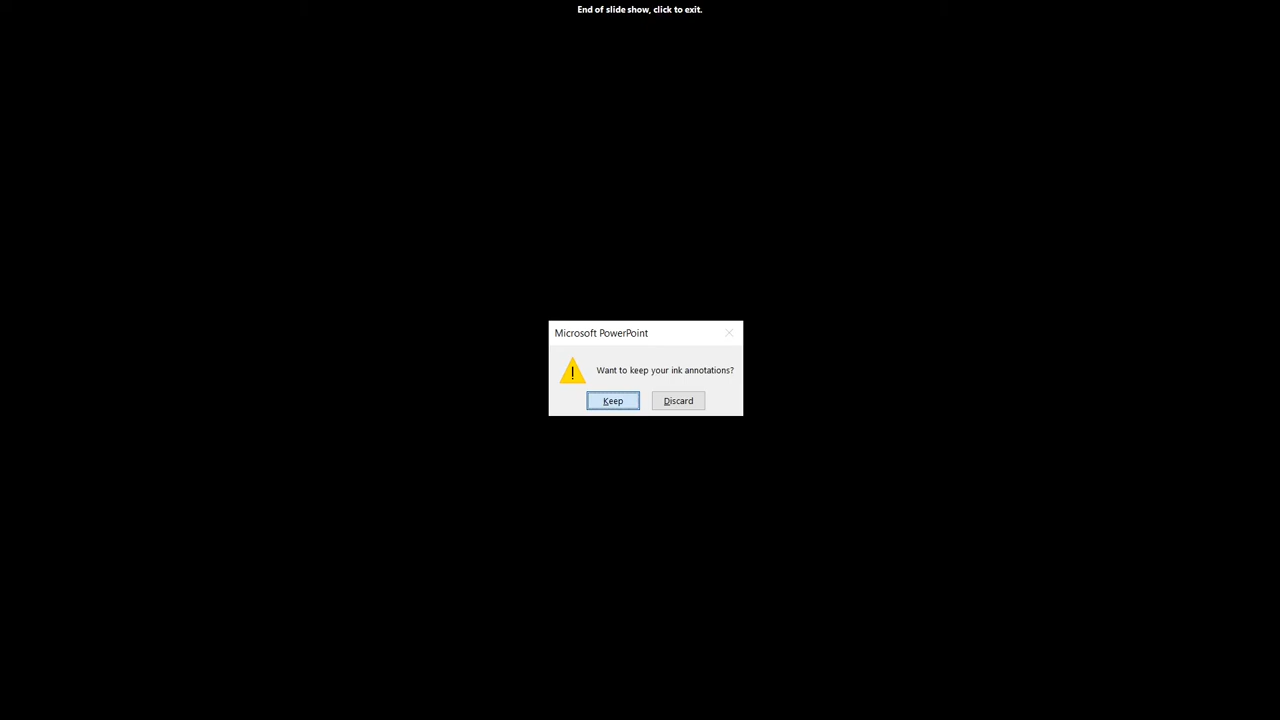 End of slide show, click to exit.
Microsoft PowerPoint
Want to keep your ink annotations?
Keep Discard